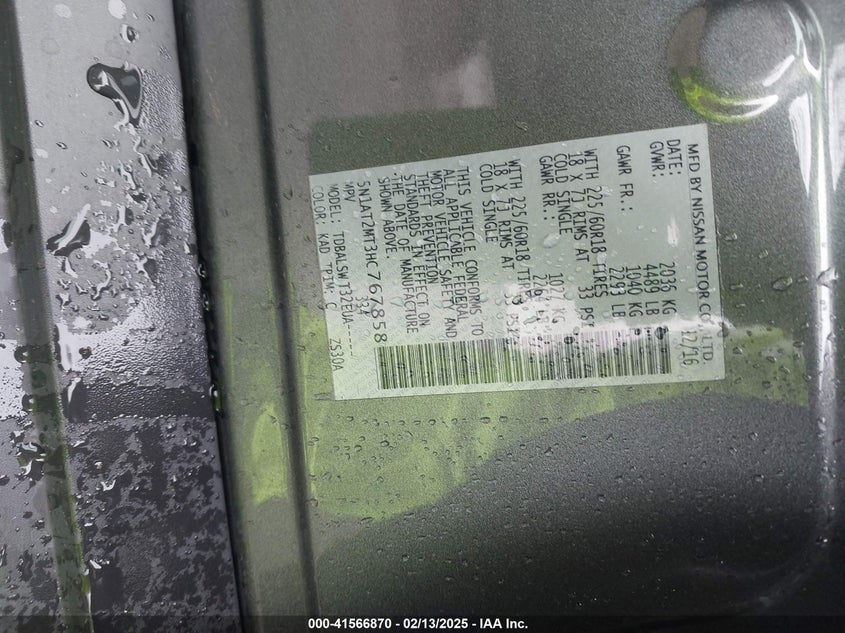 MFD BY NISSAN MOTOR CO., LTD
DATE: 12/16
GVWR: 2036 KG
4489 LB
GAWR FR: 1040 KG
2293 LB
WITH 225/60R18 TIRES
18 X 7J RIMS AT 33 PSI
COLD SINGLE
GAWR RR: KG
WITH 225/60R18 TIRES
18 X 7J RIMS AT 33 PSI
COLD SINGLE
THIS VEHICLE CONFORMS TO
ALL APPLICABLE FEDERAL
MOTOR VEHICLE SAFETY AND
THEFT PREVENTION
STANDARDS IN EFFECT ON
THE DATE OF MANUFACTURE
SHOWN ABOVE.
5N1AT2MT3HC767858
MPV 334
MODEL: TDBALSWT32EUA----
COLOR: KAD TRIM: G Z530A
000-41566870 - 02/13/2025 - IAA Inc.